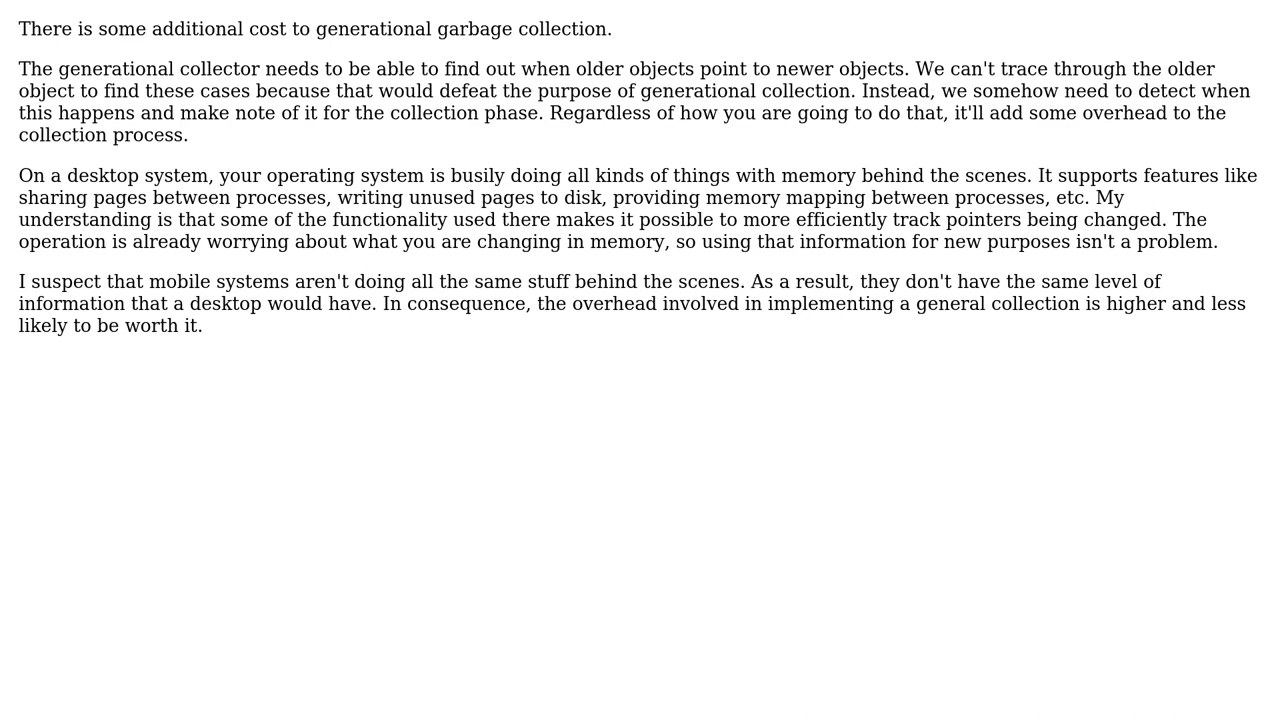 There is some additional cost to generational garbage collection.
The generational collector needs to be able to find out when older objects point to newer objects. We can't trace through the older
object to find these cases because that would defeat the purpose of generational collection. Instead, we somehow need to detect when
this happens and make note of it for the collection phase. Regardless of how you are going to do that, it'll add some overhead to the
collection process.
On a desktop system, your operating system is busily doing all kinds of things with memory behind the scenes. It supports features like
sharing pages between processes, writing unused pages to disk, providing memory mapping between processes, etc. My
understanding is that some of the functionality used there makes it possible to more efficiently track pointers being changed. The
operation is already worrying about what you are changing in memory, so using that information for new purposes isn't a problem.
I suspect that mobile systems aren't doing all the same stuff behind the scenes. As a result, they don't have the same level of
information that a desktop would have. In consequence, the overhead involved in implementing a general collection is higher and less
likely to be worth it.